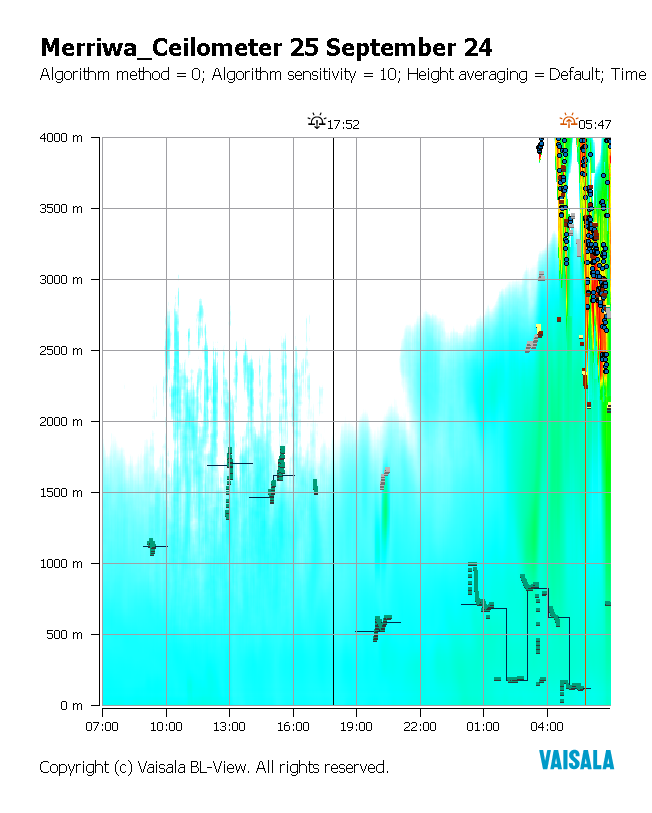 Merriwa_Ceilometer 25 September 24
Algorithm method = 0; Algorithm sensitivity = 10; Height averaging = Default; Time
17:52
05:47
4000 m
3500 m
3000 m
2500 m
2000 m
1500 m
1000 m
500 m
0 m
07:00 10:00 13:00 16:00 19:00 22:00 01:00 04:00
VAISALA
Copyright (c) Vaisala BL-View. All rights reserved.